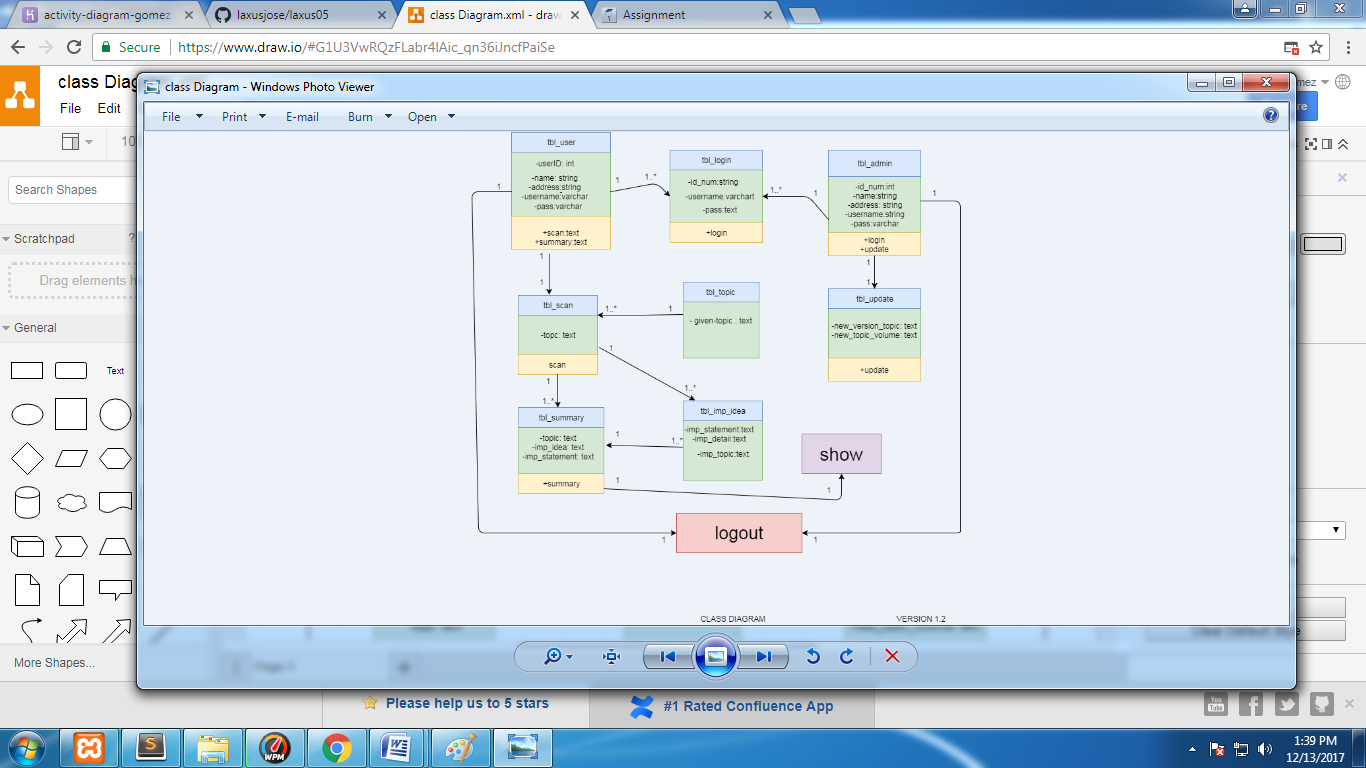 activity-diagram-gomez
laxusjose/laxus05
class Diagram.xml - draw
Assignment
Secure
https://www.draw.io/#G1U3VwRQzFLabr4lAic_qn36iJncfPaiSe
class Diag
mez
File Edit
re
10
Search Shapes
Scratchpad
?
Drag elements h
General
Text
More Shapes...
class Diagram - Windows Photo Viewer
File Print E-mail Burn Open
tbl_user
-userID: int
-name: string
-address:string
-username:varchar
-pass:varchar
+scan:text
+summary:text
tbl_login
-id_num:string
-username:varchart
-pass:text
+login
tbl_admin
-id_num:int
-name:string
-address: string
-username:string
-pass:varchar
+login
+update
1
1
1..*
1..*
1
1
1
1
1
1
tbl_scan
-topc: text
scan
1..*
1
tbl_topic
- given-topic : text
tbl_update
-new_version_topic: text
-new_topic_volume: text
+update
1
1
1..*
1..*
tbl_summary
-topic: text
-imp_idea: text
-imp_statement: text
+summary
1
1..*
tbl_imp_idea
-imp_statement:text
-imp_detail:text
-imp_topic:text
show
1
1
logout
1
1
CLASS DIAGRAM
VERSION 1.2
Please help us to 5 stars
#1 Rated Confluence App
You
Tube
WPM
1:39 PM
12/13/2017